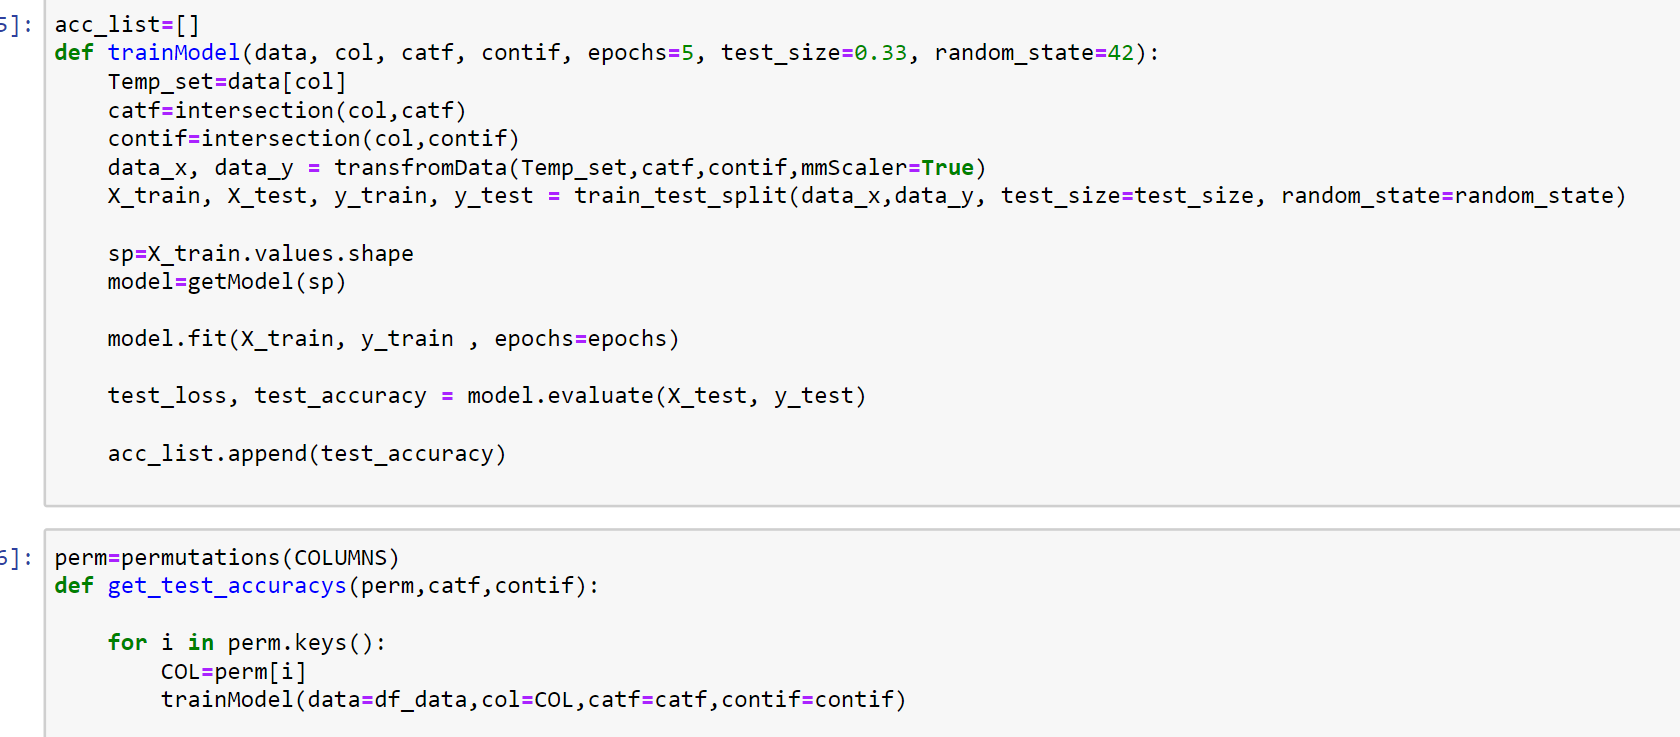 5]:
acc_list=[]
def trainModel(data, col, catf, contif, epochs=5, test_size=0.33, random_state=42):
    Temp_set=data[col]
    catf=intersection(col,catf)
    contif=intersection(col,contif)
    data_x, data_y = transfromData(Temp_set,catf,contif,mmScaler=True)
    X_train, X_test, y_train, y_test = train_test_split(data_x,data_y, test_size=test_size, random_state=random_state)
    sp=X_train.values.shape
    model=getModel(sp)
    model.fit(X_train, y_train , epochs=epochs)
    test_loss, test_accuracy = model.evaluate(X_test, y_test)
    acc_list.append(test_accuracy)
6]:
perm=permutations(COLUMNS)
def get_test_accuracys(perm,catf,contif):
    for i in perm.keys():
        COL=perm[i]
        trainModel(data=df_data,col=COL,catf=catf,contif=contif)